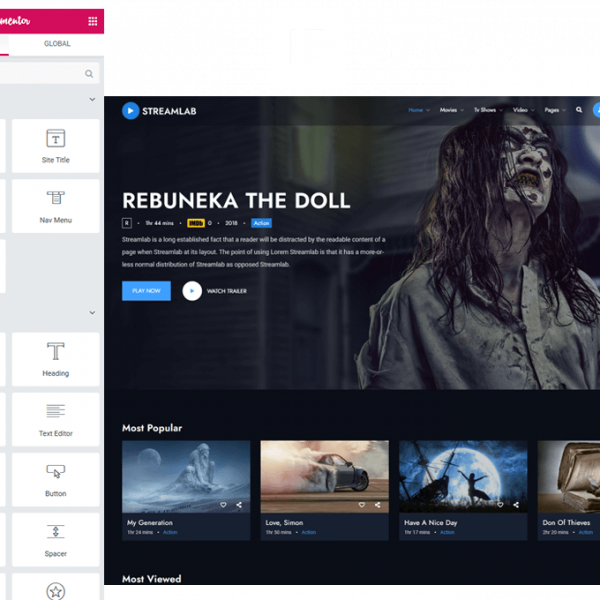 mentor
GLOBAL
Site Title
Nav Menu
Heading
Text Editor
Button
Spacer
STREAMLAB
Home
Movies
Tv Shows
Video
Pages
REBUNEKA THE DOLL
R • 1hr 44 mins • IMDb 0 • 2018 • Action
Streamlab is a long established fact that a reader will be distracted by the readable content of a
page when Streamlab at its layout. The point of using Lorem Streamlab is that it has a more-or-
less normal distribution of Streamlab as opposed Streamlab.
PLAY NOW
WATCH TRAILER
Most Popular
My Generation
1hr 24 mins • Action
Love, Simon
1hr 50 mins • Action
Have A Nice Day
1hr 17 mins • Action
Don Of Thieves
2hr 20 mins • Action
Most Viewed